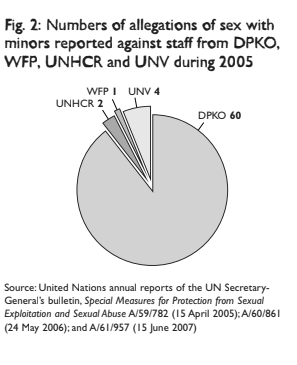 Fig. 2: Numbers of allegations of sex with
minors reported against staff from DPKO,
WFP, UNHCR and UNV during 2005
WFP 1 UNV 4
UNHCR 2
DPKO 60
Source: United Nations annual reports of the UN Secretary-
General's bulletin, Special Measures for Protection from Sexual
Exploitation and Sexual Abuse A/59/782 (15 April 2005); A/60/861
(24 May 2006); and A/61/957 (15 June 2007)